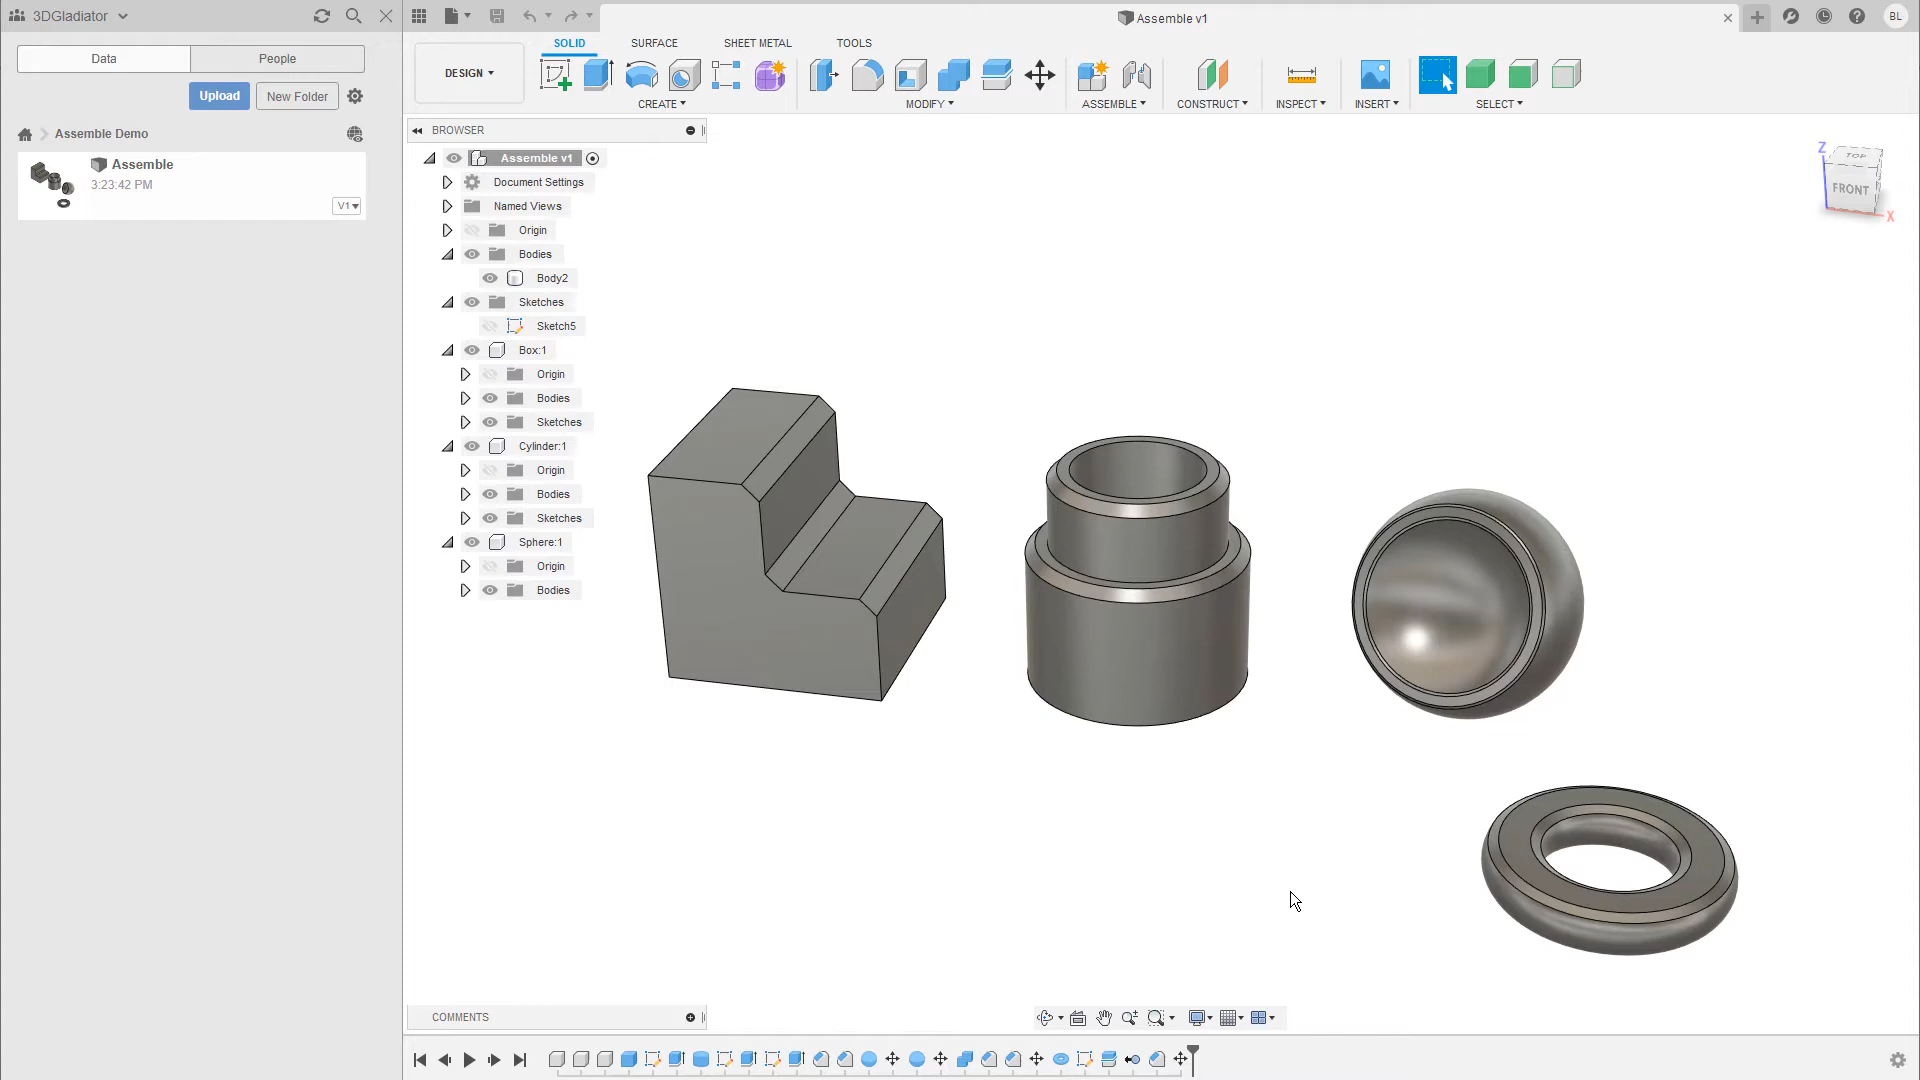 3DGladiator
Assemble v1
BL
Data
People
Upload
New Folder
Assemble Demo
Assemble
3:23:42 PM
V1
SOLID
SURFACE
SHEET METAL
TOOLS
DESIGN
CREATE
MODIFY
ASSEMBLE
CONSTRUCT
INSPECT
INSERT
SELECT
BROWSER
Assemble v1
Document Settings
Named Views
Origin
Bodies
Body2
Sketches
Sketch5
Box:1
Origin
Bodies
Sketches
Cylinder:1
Origin
Bodies
Sketches
Sphere:1
Origin
Bodies
Z
TOP
FRONT
X
COMMENTS